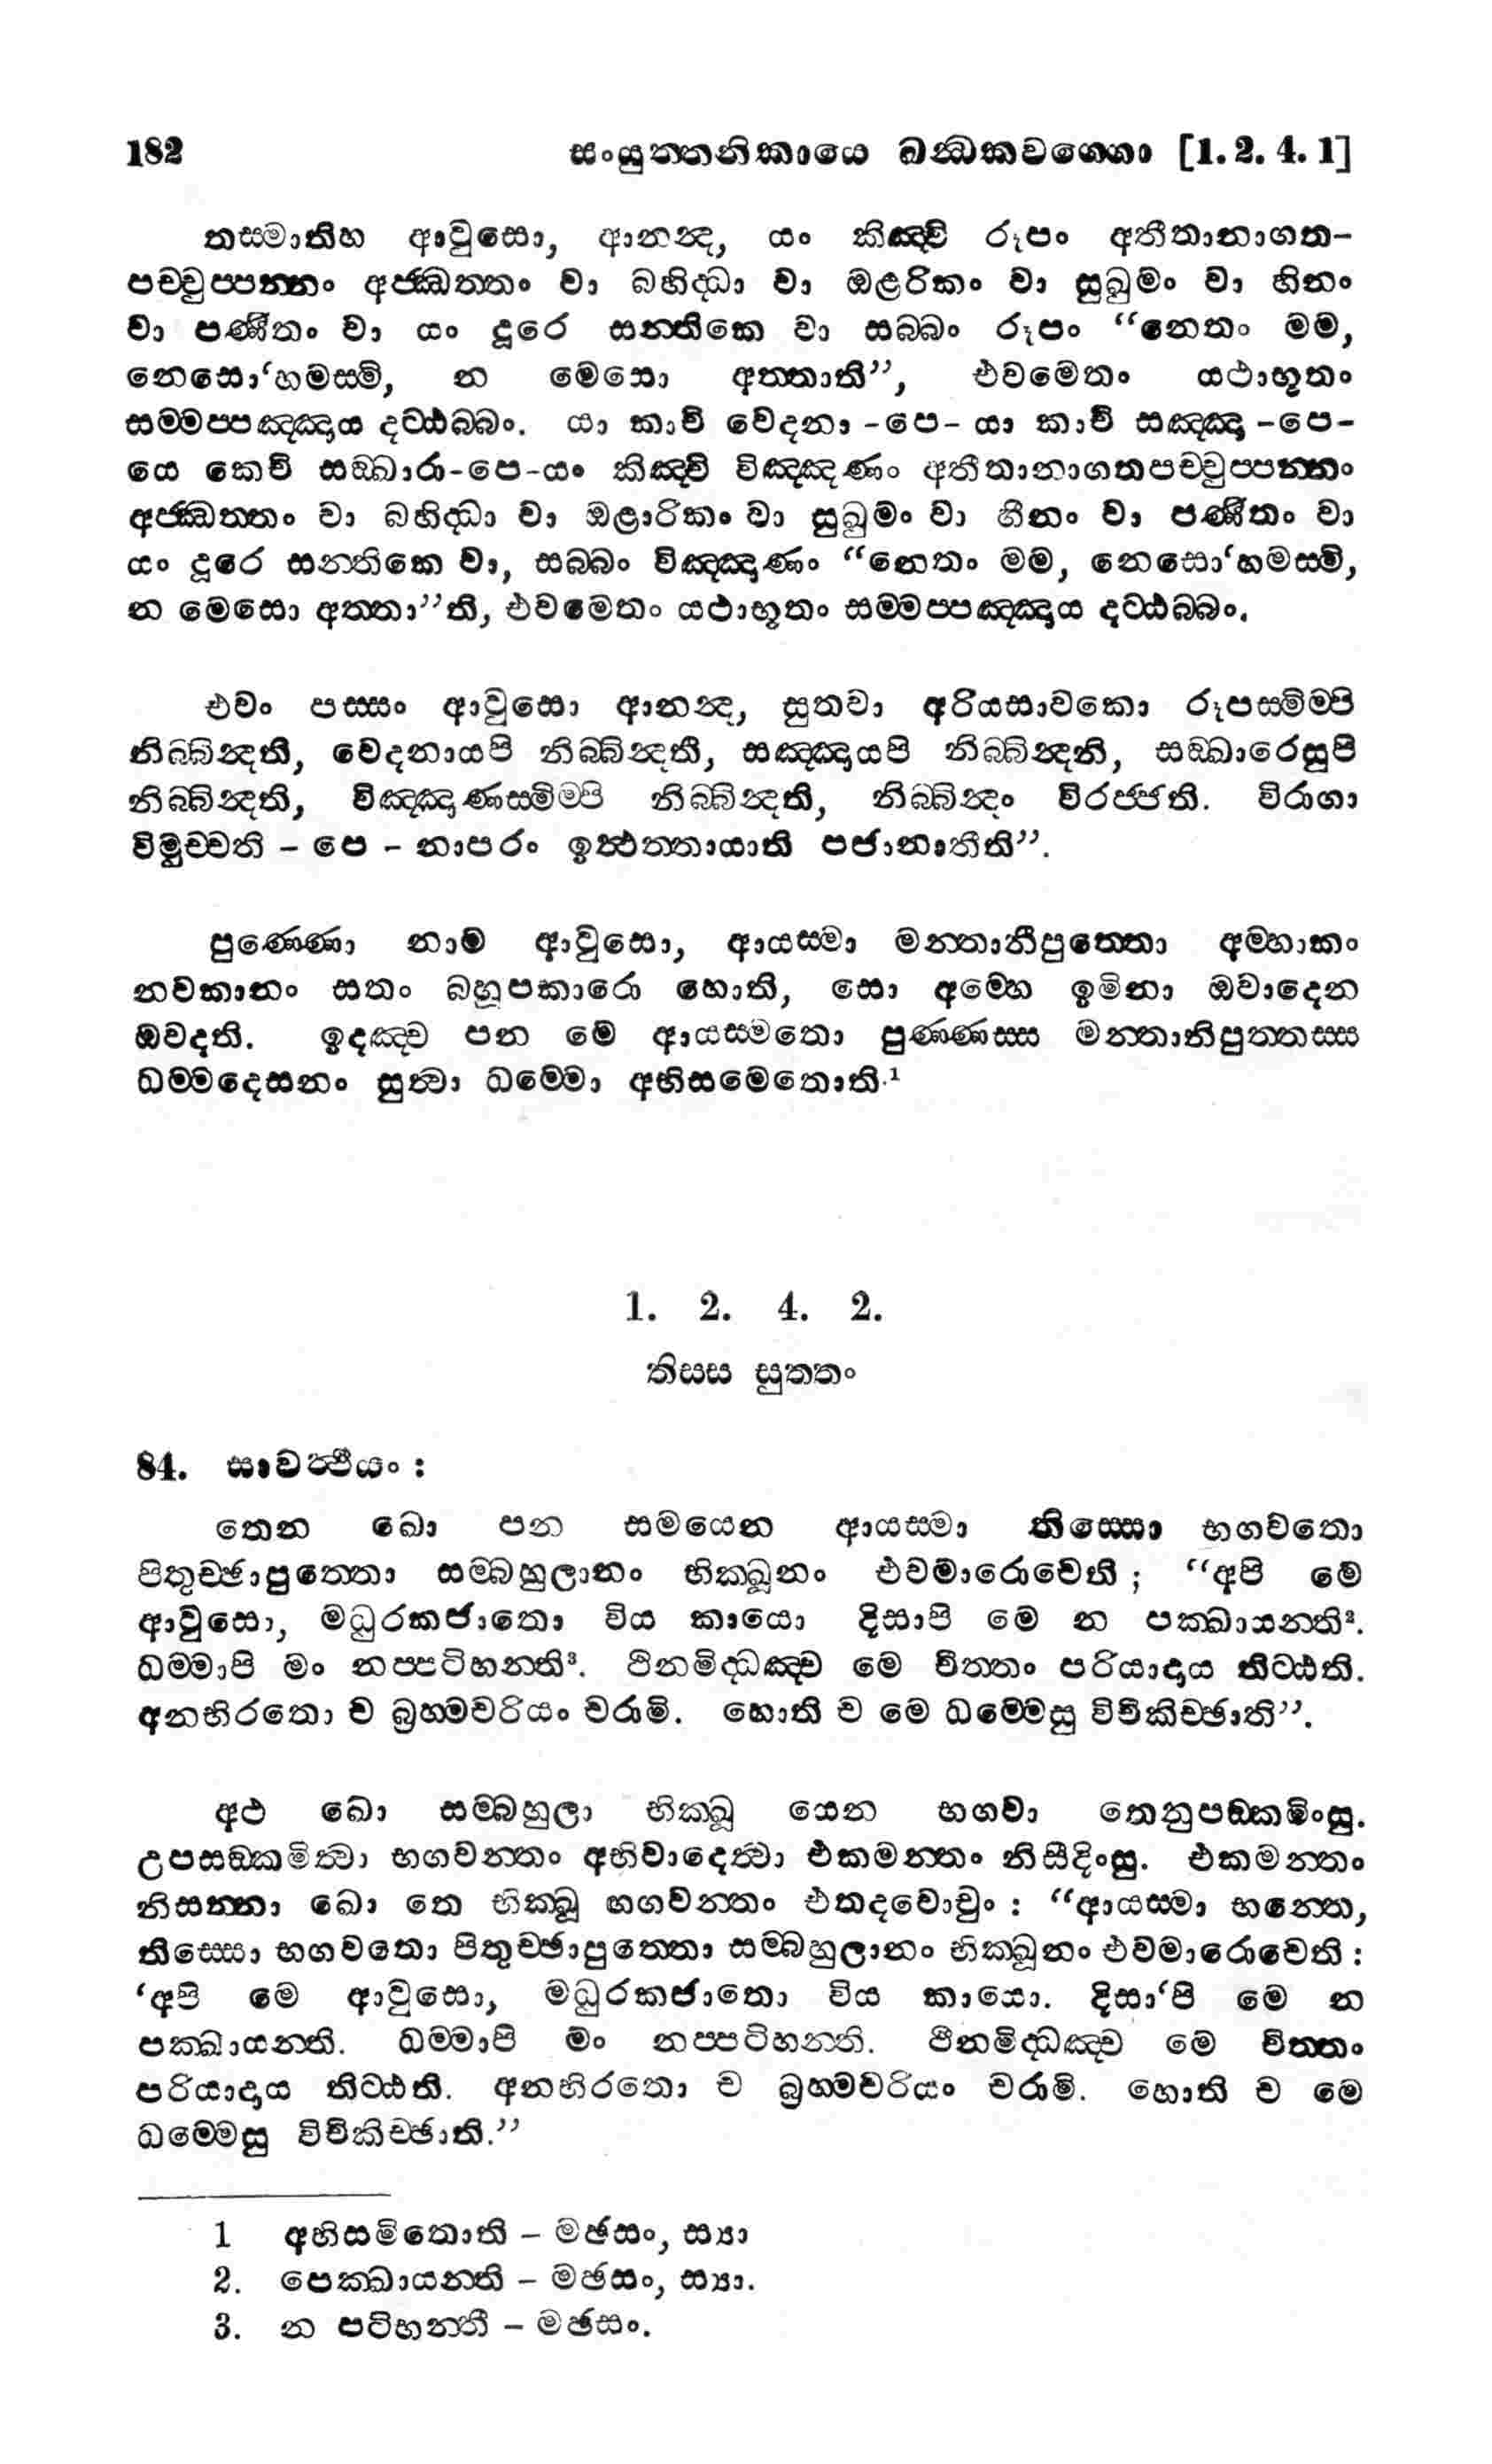 182 සංයුත්තනිකායෙ ඛන්ධකවග්ගො [1. 2. 4. 1]
තස්මාතිහ ආවුසො, ආනන්ද, යං කිඤ්චි රූපං අතීතානාගත-
පච්චුප්පන්නං අජ්ඣත්තං වා බහිද්ධා වා ඔළරිකං වා සුඛුමං වා හිනං
වා පණීතං වා යං දූරෙ සන්තිකෙ වා සබ්බං රූපං “නෙතං මම,
නෙසො‘හමස්මි, න මෙසො අත්තාති”, එවමෙතං යථාභූතං
සම්මප්පඤ්ඤාය දට්ඨබ්බං. යා කාචි වෙදනා -පෙ- යා කාචි සඤ්ඤා -පෙ-
යෙ කෙචි සඞ්ඛාරා-පෙ-යං කිඤ්චි විඤ්ඤණං අතීතානාගතපච්චුප්පන්නං
අජ්ඣත්තං වා බහිද්ධා වා ඔළාරිකං වා සුඛුමං වා හීනං වා පණීතං වා
යං දූරෙ සන්තිකෙ වා, සබ්බං විඤ්ඤාණං “නෙතං මම, නෙසො‘හමස්මි,
න මෙසො අත්තා”ති, එවමෙතං යථාභූතං සම්මප්පඤ්ඤාය දට්ඨබ්බං.
එවං පස්සං ආවුසො ආනන්ද, සුතවා අරියසාවකො රූපස්මිම්පි
නිබ්බින්දති, වෙදනායපි නිබ්බින්දති, සඤ්ඤායපි නිබ්බින්දති, සඞ්ඛාරෙසුපි
නිබ්බින්දති, විඤ්ඤාණස්මිම්පි නිබ්බින්දති, නිබ්බින්දං විරජ්ජති. විරාගා
විමුච්චති - පෙ - නාපරං ඉත්ථත්තායාති පජානාතීති”.
පුණ්ණො නාම ආවුසො, ආයස්මා මන්තානීපුත්තො අම්හාකං
නවකානං සතං බහූපකාරො හොති, සො අම්හෙ ඉමිනා ඔවාදෙන
ඔවදති. ඉදඤ්ච පන මෙ ආයස්මතො පුණ්ණස්ස මන්තානිපුත්තස්ස
ධම්මදෙසනං සුත්වා ධම්මො අභිසමෙතොති.¹
1. 2. 4. 2.
තිස්ස සුත්තං
84. සාවත්ථියං :
තෙන ඛො පන සමයෙන ආයස්මා තිස්සො භගවතො
පිතුච්ඡාපුත්තො සම්බහුලානං භික්ඛූනං එවමාරොචෙති ; “අපි මෙ
ආවුසො, මධුරකජාතො විය කායො දිසාපි මෙ න පක්ඛායන්ති².
ධම්මාපි මං නප්පටිභන්ති³. ථිනමිද්ධඤ්ච මෙ චිත්තං පරියාදාය තිට්ඨති.
අනභිරතො ච බ්‍රහ්මචරියං චරාමි. හොති ච මෙ ධම්මෙසු විචිකිච්ඡාති”.
අථ ඛො සම්බහුලා භික්ඛූ යෙන භගවා තෙනුපඞ්කමිංසු.
උපසඞ්කමිත්වා භගවන්තං අභිවාදෙත්වා එකමන්තං නිසීදිංසු. එකමන්තං
නිසන්නා ඛො තෙ භික්ඛූ භගවන්තං එතදවොචුං : “ආයස්මා භන්තෙ,
තිස්සො භගවතො පිතුච්ඡාපුත්තො සම්බහුලානං භික්ඛූනං එවමාරොචෙති :
‘අපි මෙ ආවුසො, මධුරකජාතො විය කායො. දිසා‘පි මෙ න
පක්ඛායන්ති. ධම්මාපි මං නප්පටිභන්ති. ථීනමිද්ධඤ්ච මෙ චිත්තං
පරියාදාය තිට්ඨති. අනභිරතො ච බ්‍රහ්මචරියං චරාමි. හොති ච මෙ
ධම්මෙසු විචිකිච්ඡාති.”
1 අභිසමිතොති - මඡසං, ස්‍යා
2. පෙක්ඛායන්ති - මඡසං, ස්‍යා.
3. න පටිභන්තී - මඡසං.